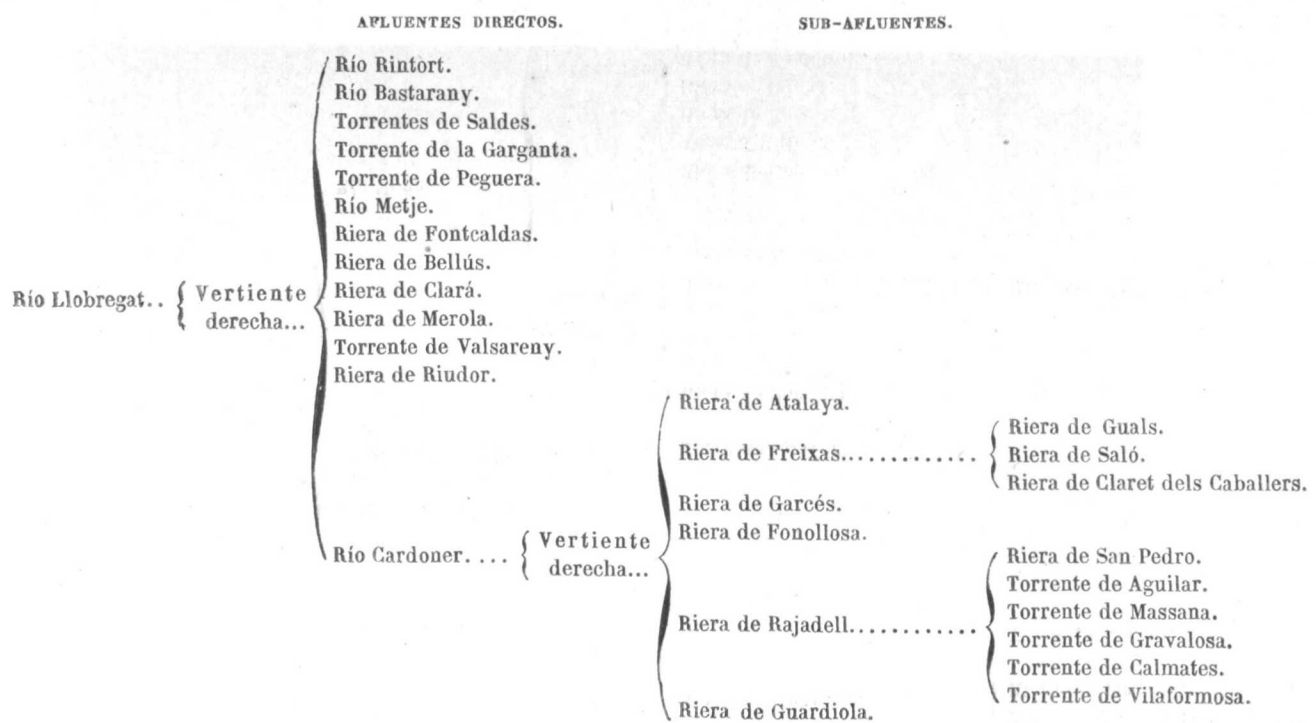 AFLUENTES DIRECTOS.
SUB-AFLUENTES.
Río Rintort.
Río Bastarany.
Torrentes de Saldes.
Torrente de la Garganta.
Torrente de Peguera.
Río Metje.
Riera de Fontcaldas.
Riera de Bellús.
Río Llobregat..
Vertiente
derecha...
Riera de Clará.
Riera de Merola.
Torrente de Valsareny.
Riera de Riudor.
Río Cardoner. ...
Vertiente
derecha...
Riera de Atalaya.
Riera de Freixas.............
Riera de Guals.
Riera de Saló.
Riera de Claret dels Caballers.
Riera de Garcés.
Riera de Fonollosa.
Riera de Rajadell.............
Riera de San Pedro.
Torrente de Aguilar.
Torrente de Massana.
Torrente de Gravalosa.
Torrente de Calmates.
Torrente de Vilaformosa.
Riera de Guardiola.